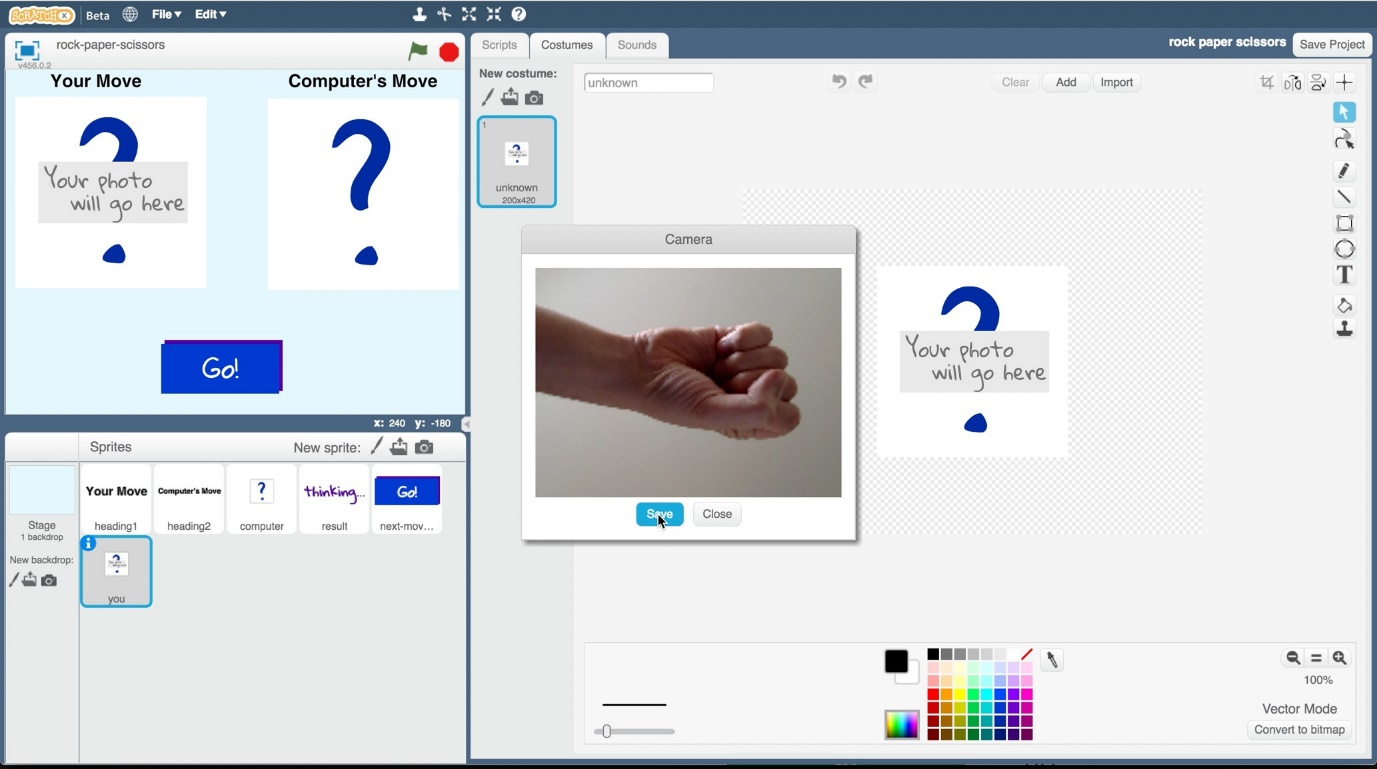 SCRATCHX
Beta
File
Edit
rock-paper-scissors
v456.0.2
Your Move
Computer's Move
Your photo
will go here
Go!
x: 240 y: -180
Sprites
New sprite:
Your Move
heading1
Computer's Move
heading2
?
computer
thinking...
result
Go!
next-mov...
Stage
1 backdrop
New backdrop:
you
Scripts
Costumes
Sounds
rock paper scissors
Save Project
New costume:
1
unknown
200x420
unknown
Clear
Add
Import
Camera
Save
Close
Your photo
will go here
T
100%
Vector Mode
Convert to bitmap